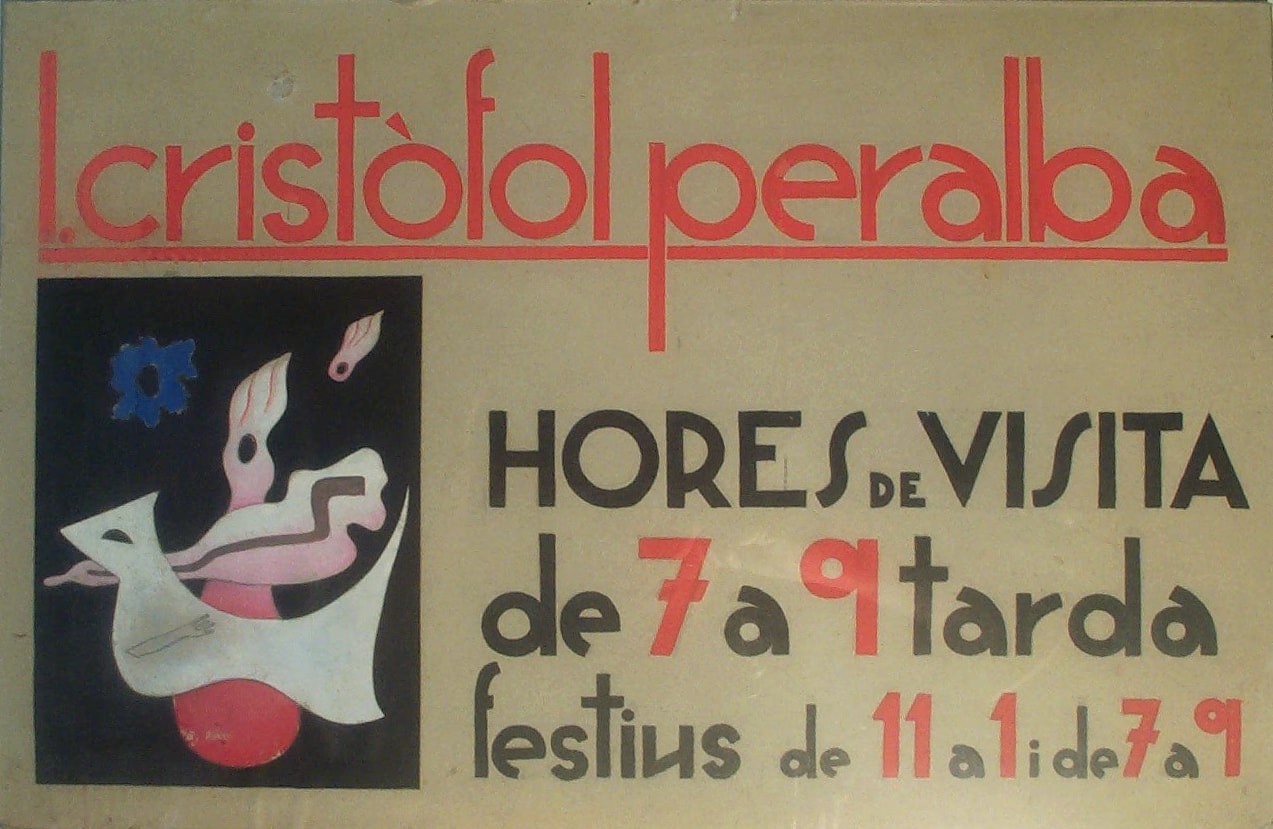 l. cristòfol peralba
HORES DE VISITA
de 7 a 9 tarda
festius de 11 a 1 i de 7 a 9